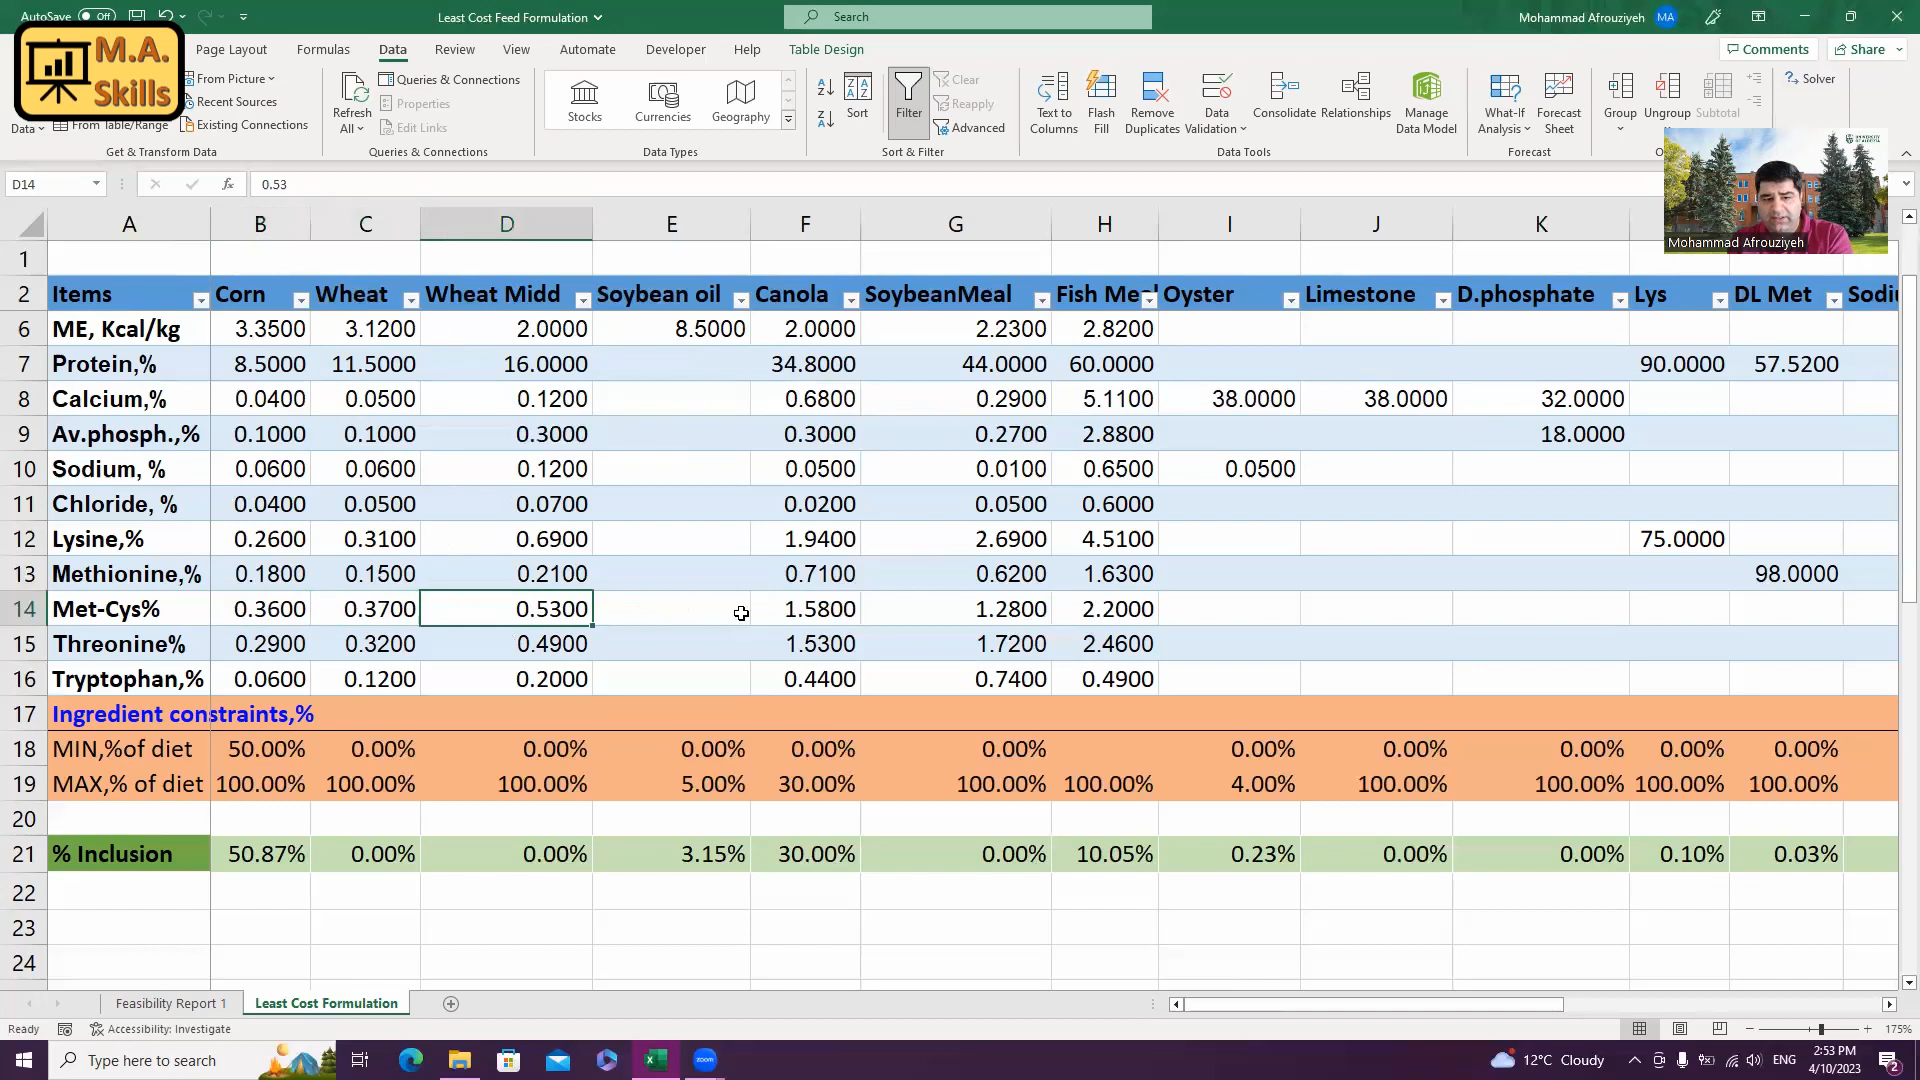 AutoSave Off
Least Cost Feed Formulation
Search
Mohammad Afrouziyeh MA
M.A. Skills
Page Layout Formulas Data Review View Automate Developer Help Table Design
Comments Share
From Picture
Recent Sources
From Table/Range Existing Connections
Data
Get & Transform Data
Refresh All
Queries & Connections
Properties
Edit Links
Queries & Connections
Stocks Currencies Geography
Data Types
Sort Filter
Clear
Reapply
Advanced
Sort & Filter
Text to Columns
Flash Fill
Remove Duplicates
Data Validation
Consolidate
Relationships
Manage Data Model
Data Tools
What-If Analysis
Forecast Sheet
Forecast
Group Ungroup Subtotal
Solver
Mohammad Afrouziyeh
D14 fx 0.53
A B C D E F G H I J K
1
2 Items Corn Wheat Wheat Midd Soybean oil Canola SoybeanMeal Fish Mea Oyster Limestone D.phosphate Lys DL Met Sodiu
6 ME, Kcal/kg 3.3500 3.1200 2.0000 8.5000 2.0000 2.2300 2.8200
7 Protein,% 8.5000 11.5000 16.0000 34.8000 44.0000 60.0000 90.0000 57.5200
8 Calcium,% 0.0400 0.0500 0.1200 0.6800 0.2900 5.1100 38.0000 38.0000 32.0000
9 Av.phosph.,% 0.1000 0.1000 0.3000 0.3000 0.2700 2.8800 18.0000
10 Sodium, % 0.0600 0.0600 0.1200 0.0500 0.0100 0.6500 0.0500
11 Chloride, % 0.0400 0.0500 0.0700 0.0200 0.0500 0.6000
12 Lysine,% 0.2600 0.3100 0.6900 1.9400 2.6900 4.5100 75.0000
13 Methionine,% 0.1800 0.1500 0.2100 0.7100 0.6200 1.6300 98.0000
14 Met-Cys% 0.3600 0.3700 0.5300 1.5800 1.2800 2.2000
15 Threonine% 0.2900 0.3200 0.4900 1.5300 1.7200 2.4600
16 Tryptophan,% 0.0600 0.1200 0.2000 0.4400 0.7400 0.4900
17 Ingredient constraints,%
18 MIN,%of diet 50.00% 0.00% 0.00% 0.00% 0.00% 0.00% 0.00% 0.00% 0.00% 0.00% 0.00%
19 MAX,% of diet 100.00% 100.00% 100.00% 5.00% 30.00% 100.00% 100.00% 4.00% 100.00% 100.00% 100.00% 100.00%
20
21 % Inclusion 50.87% 0.00% 0.00% 3.15% 30.00% 0.00% 10.05% 0.23% 0.00% 0.00% 0.10% 0.03%
22
23
24
Feasibility Report 1 Least Cost Formulation
Ready Accessibility: Investigate 175%
Type here to search
zoom
12°C Cloudy ENG
2:53 PM
4/10/2023
2